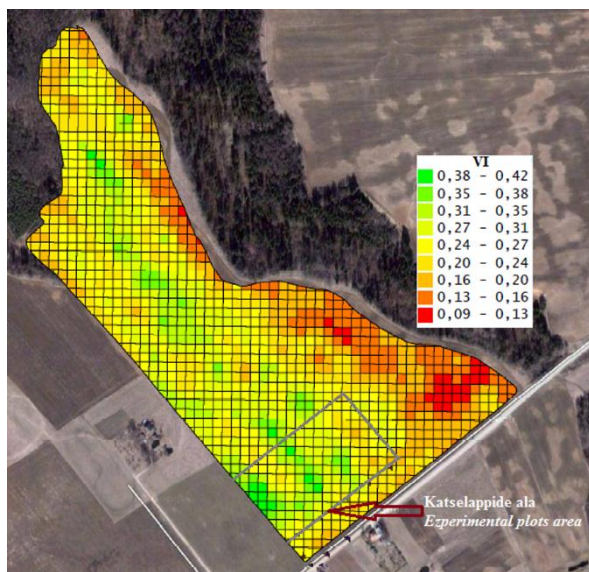 VI
0,38 - 0,42
0,35 - 0,38
0,31 - 0,35
0,27 - 0,31
0,24 - 0,27
0,20 - 0,24
0,16 - 0,20
0,13 - 0,16
0,09 - 0,13
Katselappide ala
Ezperimental plots area